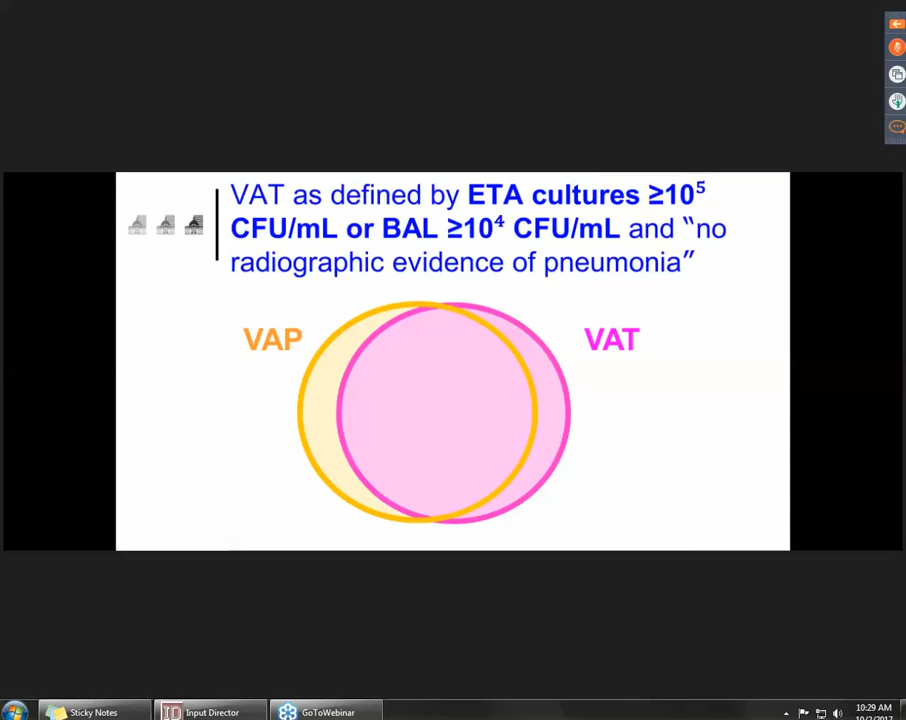 VAT as defined by ETA cultures ≥10⁵
CFU/mL or BAL ≥10⁴ CFU/mL and “no
radiographic evidence of pneumonia”
VAP
VAT
Sticky Notes
ID Input Director
GoToWebinar
10:29 AM
10/2/2017